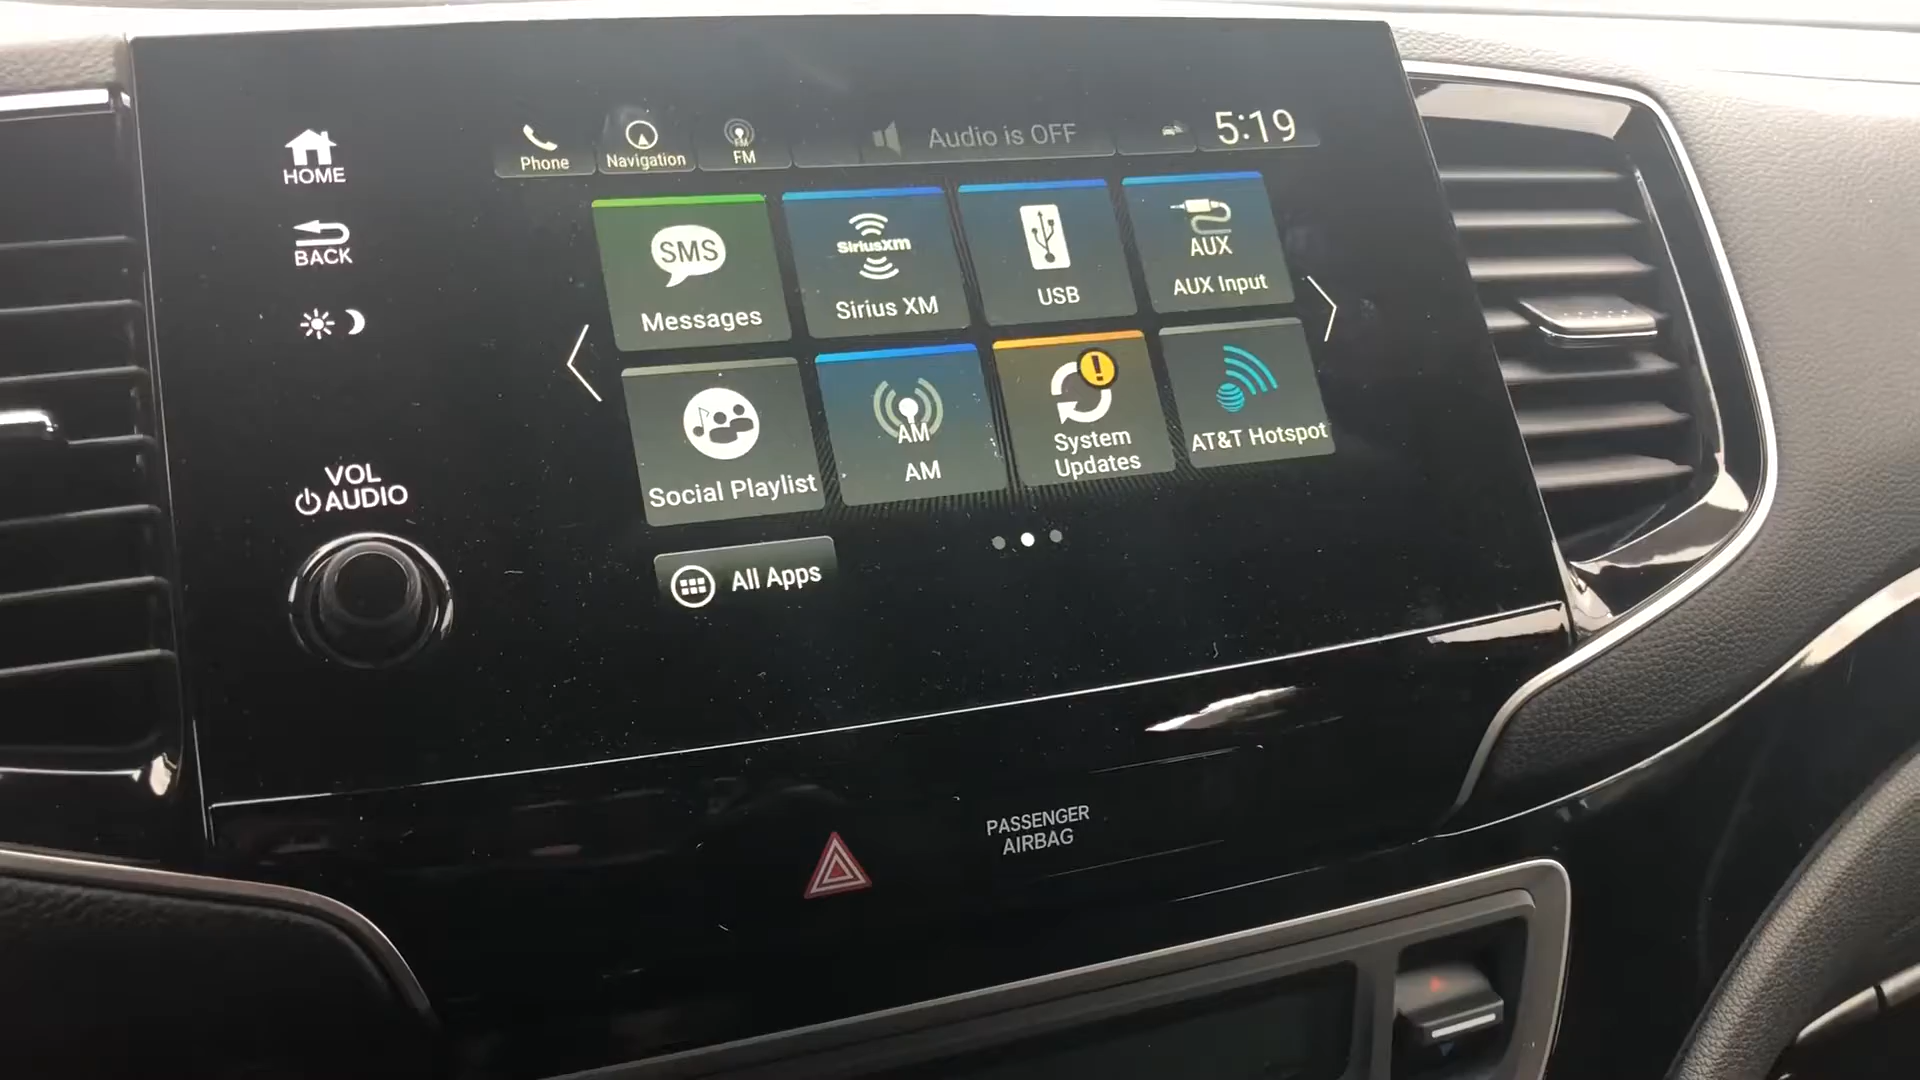 HOME
BACK
VOL
AUDIO
Phone
Navigation
FM
FM
Audio is OFF
5:19
SMS
Messages
SiriusXM
Sirius XM
USB
AUX
AUX Input
Social Playlist
AM
AM
!
System
Updates
AT&T Hotspot
All Apps
PASSENGER
AIRBAG